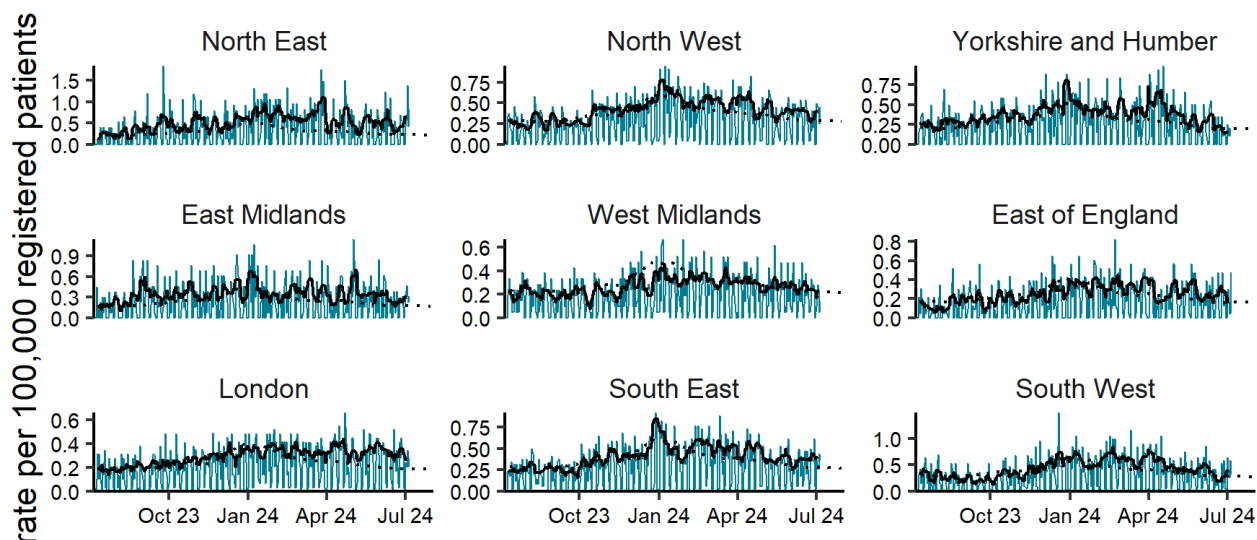 rate per 100,000 registered patients
North East
North West
Yorkshire and Humber
1.5
1.0
0.5
0.0
0.75
0.50
0.25
0.00
0.75
0.50
0.25
0.00
East Midlands
West Midlands
East of England
0.9
0.6
0.3
0.0
0.6
0.4
0.2
0.0
0.8
0.6
0.4
0.2
0.0
London
South East
South West
0.6
0.4
0.2
0.0
0.75
0.50
0.25
0.00
1.0
0.5
0.0
Oct 23 Jan 24 Apr 24 Jul 24
Oct 23 Jan 24 Apr 24 Jul 24
Oct 23 Jan 24 Apr 24 Jul 24